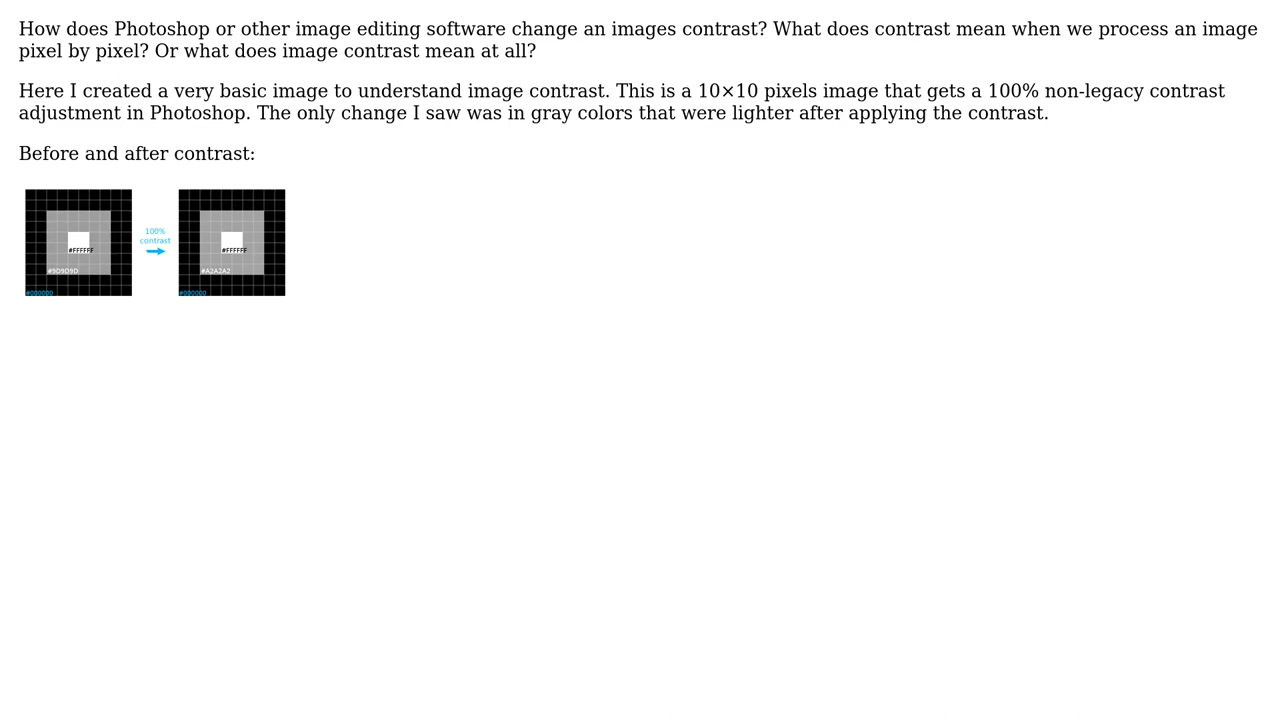 How does Photoshop or other image editing software change an images contrast? What does contrast mean when we process an image
pixel by pixel? Or what does image contrast mean at all?
Here I created a very basic image to understand image contrast. This is a 10×10 pixels image that gets a 100% non-legacy contrast
adjustment in Photoshop. The only change I saw was in gray colors that were lighter after applying the contrast.
Before and after contrast:
#FFFFFF
#9D9D9D
#000000
100%
contrast
#FFFFFF
#A2A2A2
#000000